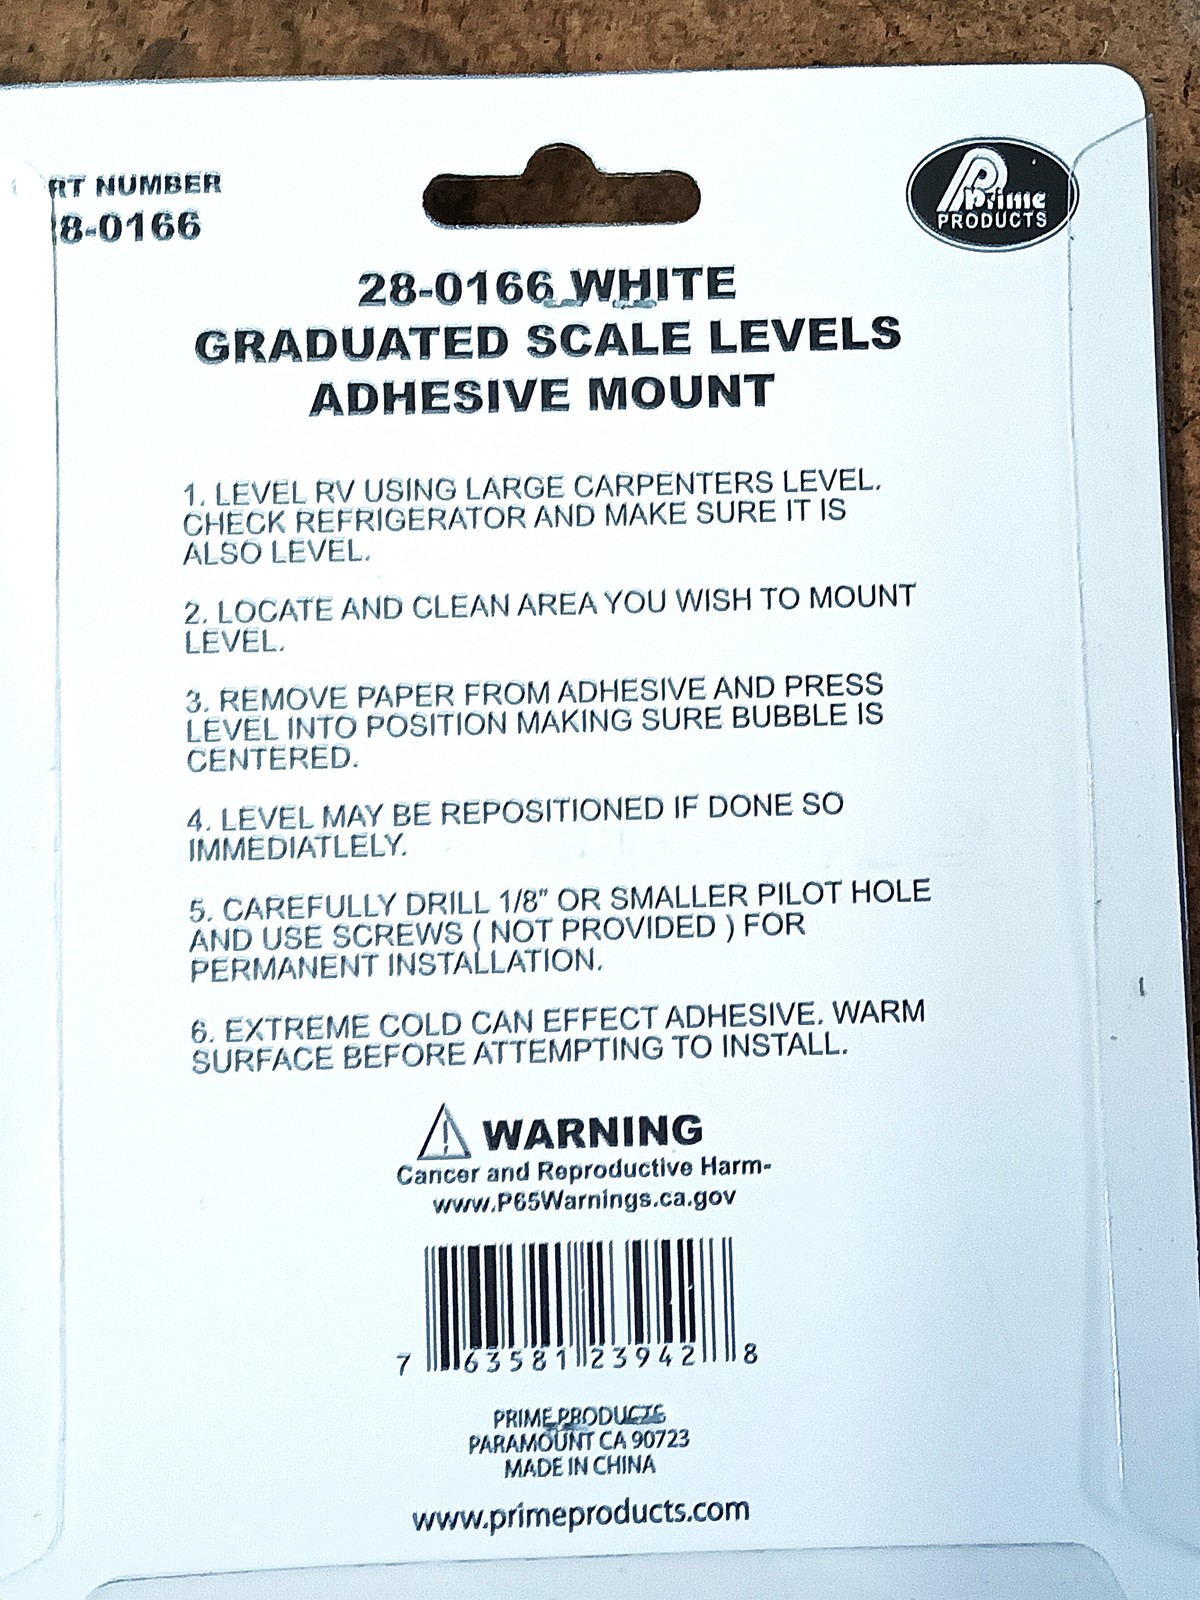 RT NUMBER
8-0166
Prime
PRODUCTS
28-0166 WHITE
GRADUATED SCALE LEVELS
ADHESIVE MOUNT
1. LEVEL RV USING LARGE CARPENTERS LEVEL.
CHECK REFRIGERATOR AND MAKE SURE IT IS
ALSO LEVEL.
2. LOCATE AND CLEAN AREA YOU WISH TO MOUNT
LEVEL.
3. REMOVE PAPER FROM ADHESIVE AND PRESS
LEVEL INTO POSITION MAKING SURE BUBBLE IS
CENTERED.
4. LEVEL MAY BE REPOSITIONED IF DONE SO
IMMEDIATLELY.
5. CAREFULLY DRILL 1/8" OR SMALLER PILOT HOLE
AND USE SCREWS ( NOT PROVIDED ) FOR
PERMANENT INSTALLATION.
6. EXTREME COLD CAN EFFECT ADHESIVE. WARM
SURFACE BEFORE ATTEMPTING TO INSTALL.
WARNING
Cancer and Reproductive Harm-
www.P65Warnings.ca.gov
7 63581 23942 8
PRIME PRODUCTS
PARAMOUNT CA 90723
MADE IN CHINA
www.primeproducts.com